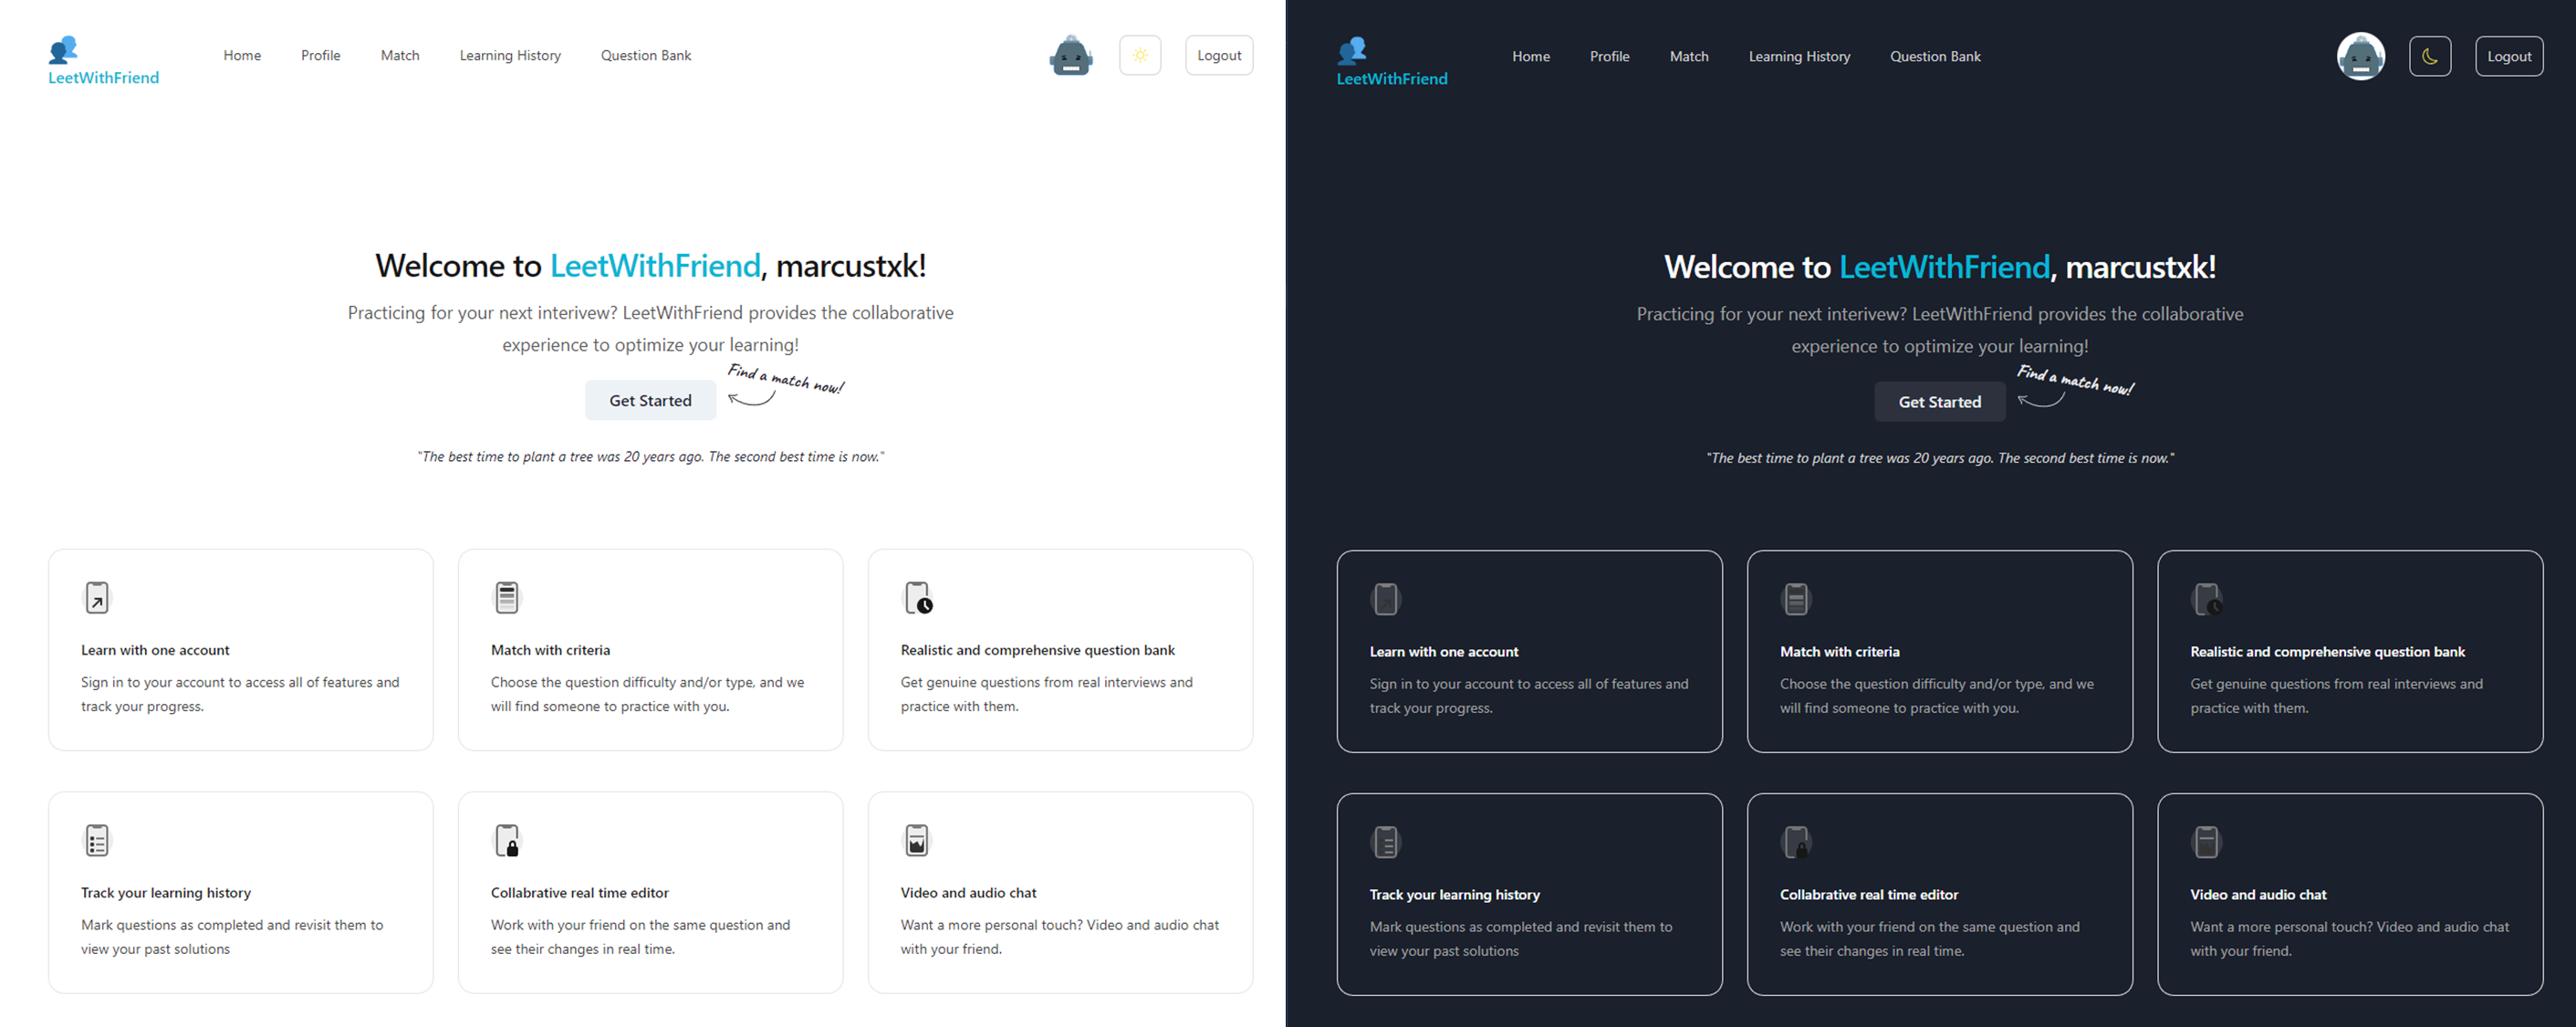 LeetWithFriend
Home
Profile
Match
Learning History
Question Bank
Logout
Welcome to LeetWithFriend, marcustxk!
Practicing for your next interivew? LeetWithFriend provides the collaborative
experience to optimize your learning!
Find a match now!
Get Started
"The best time to plant a tree was 20 years ago. The second best time is now."
Learn with one account
Sign in to your account to access all of features and
track your progress.
Match with criteria
Choose the question difficulty and/or type, and we
will find someone to practice with you.
Realistic and comprehensive question bank
Get genuine questions from real interviews and
practice with them.
Track your learning history
Mark questions as completed and revisit them to
view your past solutions
Collabrative real time editor
Work with your friend on the same question and
see their changes in real time.
Video and audio chat
Want a more personal touch? Video and audio chat
with your friend.
LeetWithFriend
Home
Profile
Match
Learning History
Question Bank
Logout
Welcome to LeetWithFriend, marcustxk!
Practicing for your next interivew? LeetWithFriend provides the collaborative
experience to optimize your learning!
Find a match now!
Get Started
"The best time to plant a tree was 20 years ago. The second best time is now."
Learn with one account
Sign in to your account to access all of features and
track your progress.
Match with criteria
Choose the question difficulty and/or type, and we
will find someone to practice with you.
Realistic and comprehensive question bank
Get genuine questions from real interviews and
practice with them.
Track your learning history
Mark questions as completed and revisit them to
view your past solutions
Collabrative real time editor
Work with your friend on the same question and
see their changes in real time.
Video and audio chat
Want a more personal touch? Video and audio chat
with your friend.